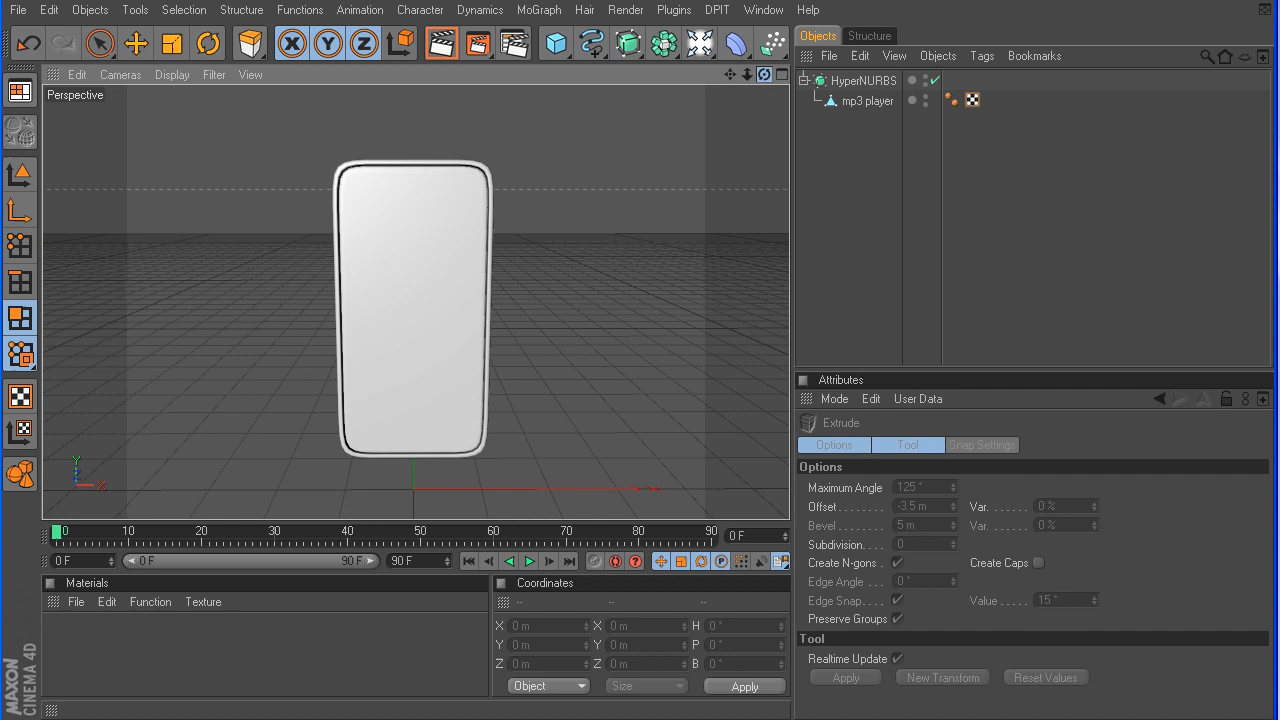 File Edit Objects Tools Selection Structure Functions Animation Character Dynamics MoGraph Hair Render Plugins DPIT Window Help
X Y Z
Objects Structure
File Edit View Objects Tags Bookmarks
Edit Cameras Display Filter View
HyperNURBS
mp3 player
Perspective
Y
Z X
Attributes
Mode Edit User Data
Extrude
Options Tool Snap Settings
Options
Maximum Angle 125 °
Offset . . . . . . . . -3.5 m Var. . . . . . . 0 %
Bevel . . . . . . . . 5 m Var. . . . . . . 0 %
Subdivision. . . . 0
Create N-gons . Create Caps
Edge Angle . . . . 0 °
Edge Snap. . . . . Value . . . . . 15 °
Preserve Groups
Tool
Realtime Update
Apply New Transform Reset Values
0 10 20 30 40 50 60 70 80 90 0 F
0 F 0 F 90 F 90 F
Materials
File Edit Function Texture
Coordinates
-- -- --
X 0 m X 0 m H 0 °
Y 0 m Y 0 m P 0 °
Z 0 m Z 0 m B 0 °
Object Size Apply
MAXON
CINEMA 4D